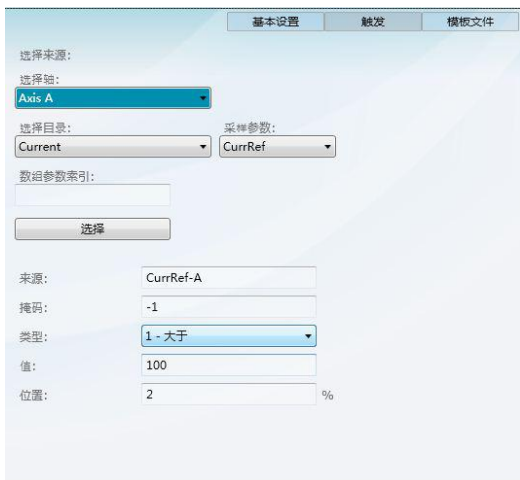 基本设置 触发 模板文件
选择来源:
选择轴:
Axis A
选择目录: 采样参数:
Current CurrRef
数组参数索引:
选择
来源: CurrRef-A
掩码: -1
类型: 1 - 大于
值: 100
位置: 2 %